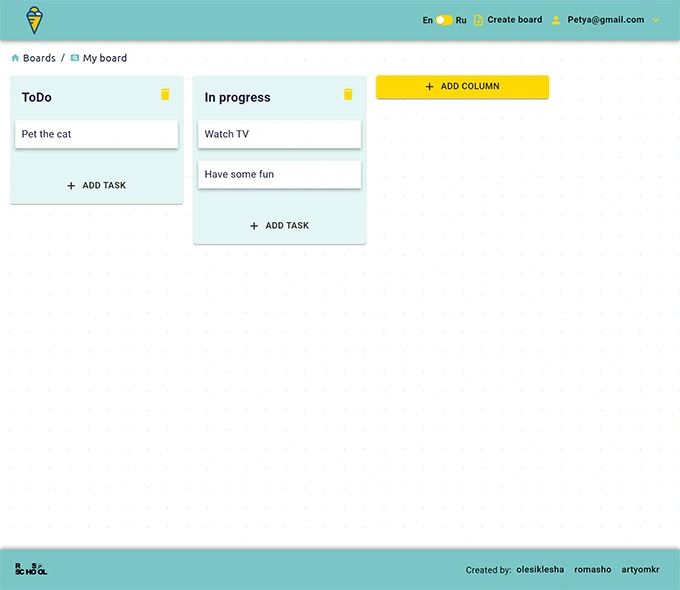 En Ru Create board Petya@gmail.com
Boards / My board
ToDo
Pet the cat
+ ADD TASK
In progress
Watch TV
Have some fun
+ ADD TASK
+ ADD COLUMN
RS
SCHOOL
Created by: olesiklesha romasho artyomkr